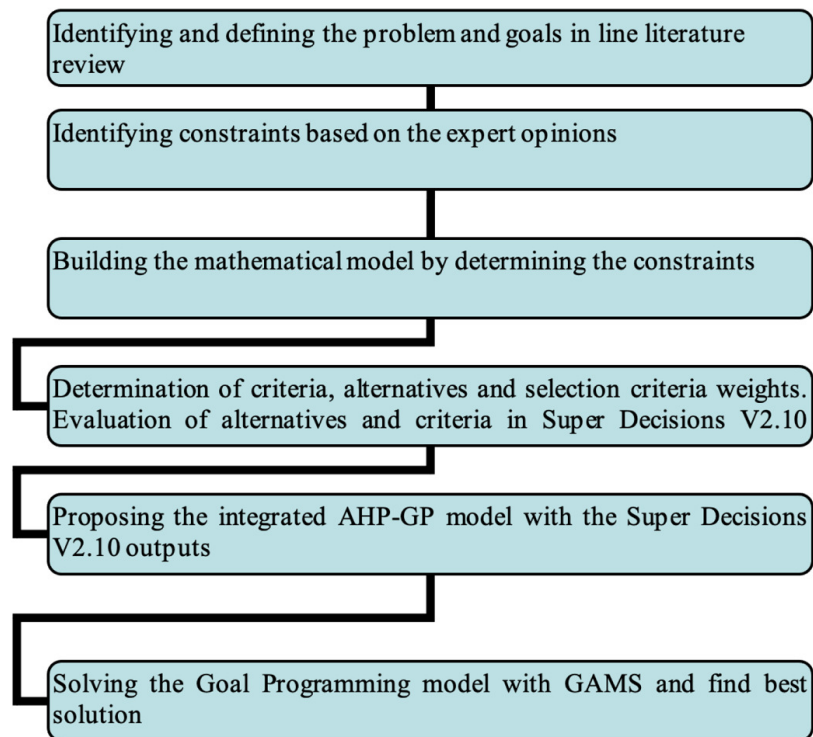 Identifying and defining the problem and goals in line literature
review
Identifying constraints based on the expert opinions
Building the mathematical model by determining the constraints
Determination of criteria, alternatives and selection criteria weights.
Evaluation of alternatives and criteria in Super Decisions V2.10
Proposing the integrated AHP-GP model with the Super Decisions
V2.10 outputs
Solving the Goal Programming model with GAMS and find best
solution